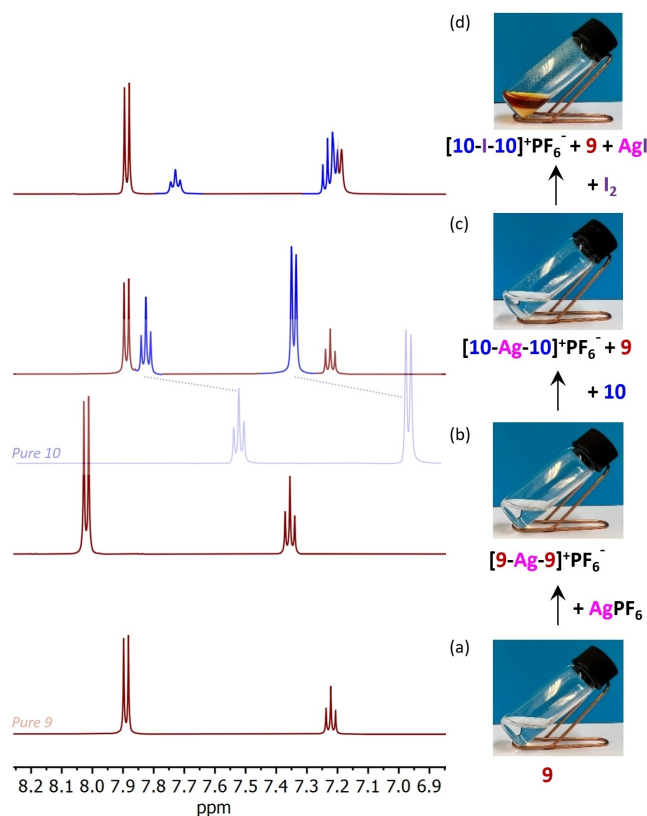 (d)
[10-I-10]⁺PF₆⁻ + 9 + AgI
+ I₂
(c)
[10-Ag-10]⁺PF₆⁻ + 9
+ 10
Pure 10
(b)
[9-Ag-9]⁺PF₆⁻
+ AgPF₆
(a)
Pure 9
9
8.2 8.1 8.0 7.9 7.8 7.7 7.6 7.5 7.4 7.3 7.2 7.1 7.0 6.9
ppm